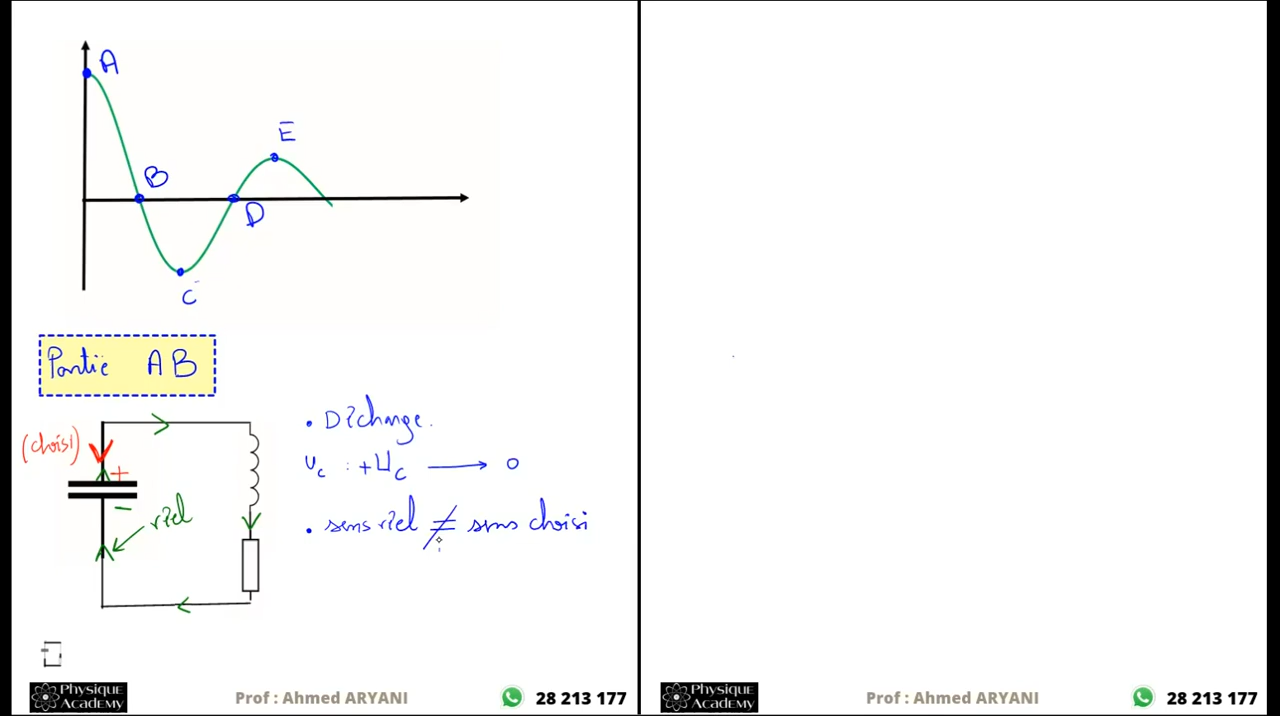 A
E
B
D
C
Partie AB
• Décharge.
(choisi)
+
Uc : +Uc → 0
−
réel
• sens réel ≠ sens choisi
Physique Academy
Prof : Ahmed ARYANI
28 213 177
Physique Academy
Prof : Ahmed ARYANI
28 213 177